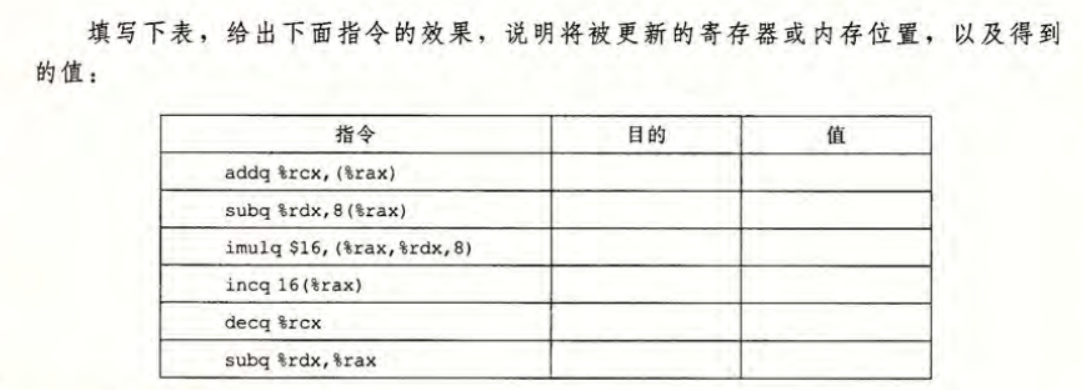 填写下表，给出下面指令的效果，说明将被更新的寄存器或内存位置，以及得到
的值：
指令 目的 值
addq %rcx,(%rax)
subq %rdx,8(%rax)
imulq $16,(%rax,%rdx,8)
incq 16(%rax)
decq %rcx
subq %rdx,%rax